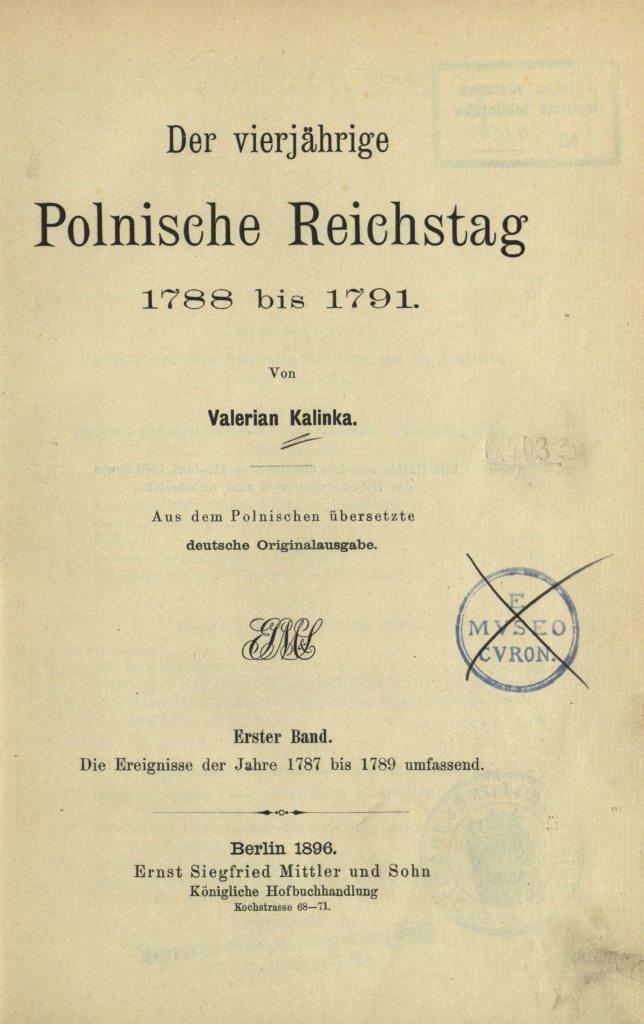 Der vierjährige
Polnische Reichstag
1788 bis 1791.
Von
Valerian Kalinka.
Aus dem Polnischen übersetzte
deutsche Originalausgabe.
E
MVSEO
CVRON.
Erster Band.
Die Ereignisse der Jahre 1787 bis 1789 umfassend.
Berlin 1896.
Ernst Siegfried Mittler und Sohn
Königliche Hofbuchhandlung
Kochstrasse 68—71.